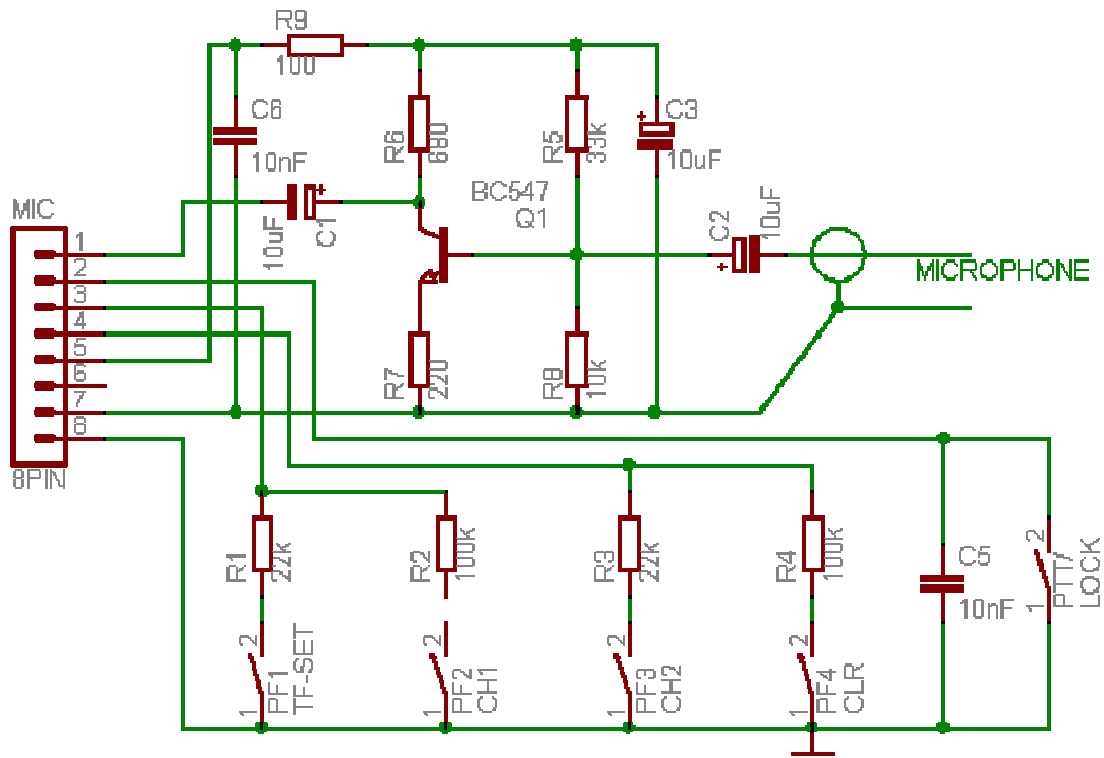 R9
100
C6
10nF
R6
680
R5
33k
C3
10uF
BC547
Q1
C1
10uF
C2
10uF
MICROPHONE
MIC
1
2
3
4
5
6
7
8
8PIN
R7
220
R8
10k
R1
22k
R2
100k
R3
22k
R4
100k
C5
10nF
2
1
PTT/
LOCK
2
1
PF1
TF-SET
2
1
PF2
CH1
2
1
PF3
CH2
2
1
PF4
CLR